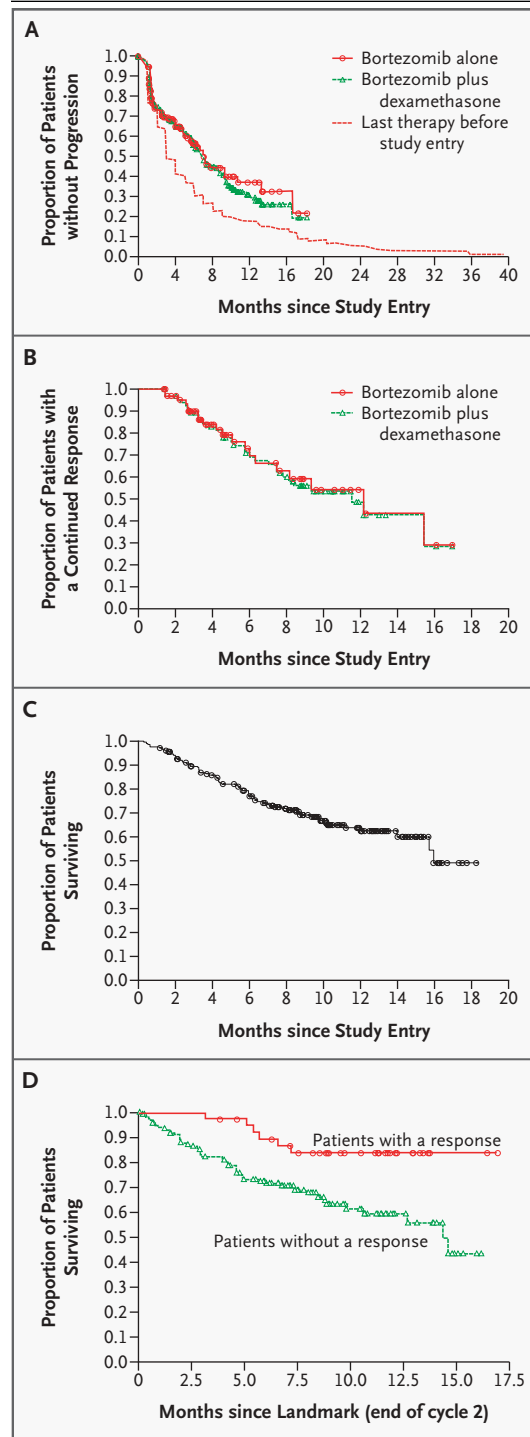 A
Proportion of Patients
without Progression
1.0
0.9
0.8
0.7
0.6
0.5
0.4
0.3
0.2
0.1
0.0
Bortezomib alone
Bortezomib plus
dexamethasone
Last therapy before
study entry
0 4 8 12 16 20 24 28 32 36 40
Months since Study Entry
B
Proportion of Patients with
a Continued Response
1.0
0.9
0.8
0.7
0.6
0.5
0.4
0.3
0.2
0.1
0.0
Bortezomib alone
Bortezomib plus
dexamethasone
0 2 4 6 8 10 12 14 16 18 20
Months since Study Entry
C
Proportion of Patients
Surviving
1.0
0.9
0.8
0.7
0.6
0.5
0.4
0.3
0.2
0.1
0.0
0 2 4 6 8 10 12 14 16 18 20
Months since Study Entry
D
Proportion of Patients
Surviving
1.0
0.9
0.8
0.7
0.6
0.5
0.4
0.3
0.2
0.1
0.0
Patients with a response
Patients without a response
0.0 2.5 5.0 7.5 10.0 12.5 15.0 17.5
Months since Landmark (end of cycle 2)